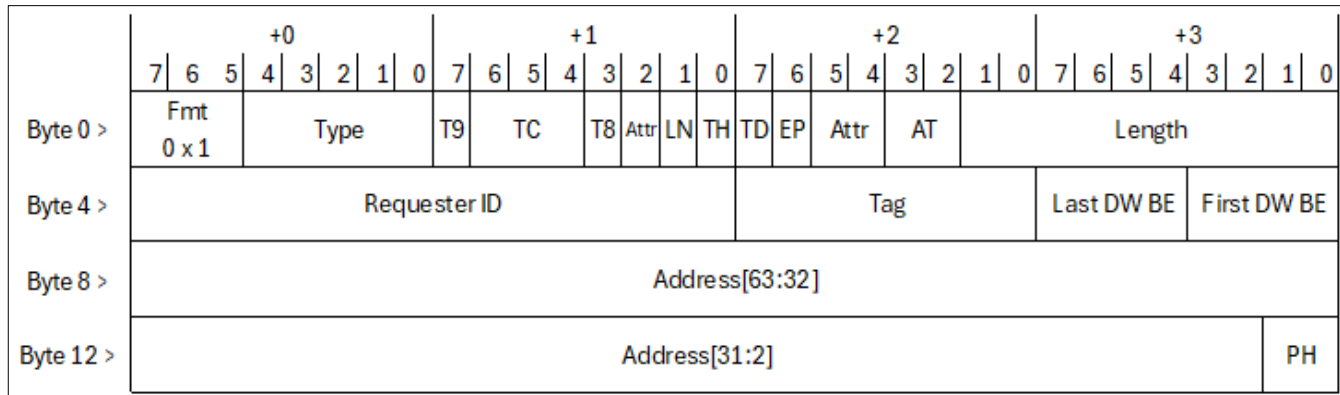 +0 +1 +2 +3
7 6 5 4 3 2 1 0 7 6 5 4 3 2 1 0 7 6 5 4 3 2 1 0 7 6 5 4 3 2 1 0
Byte 0 > Fmt Type T9 TC T8 Attr LN TH TD EP Attr AT Length
0 x 1
Byte 4 > Requester ID Tag Last DW BE First DW BE
Byte 8 > Address[63:32]
Byte 12 > Address[31:2] PH